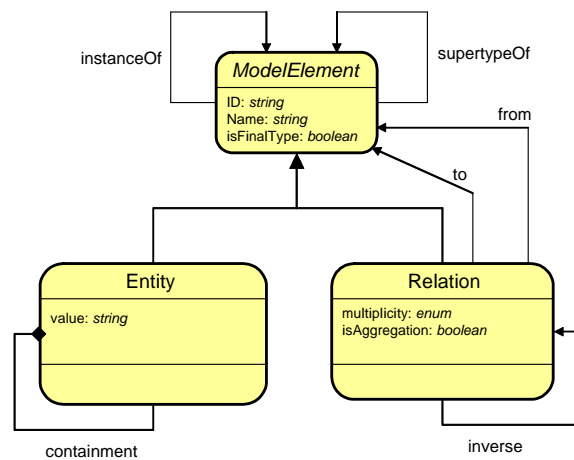 instanceOf
supertypeOf
ModelElement
ID: string
Name: string
isFinalType: boolean
from
to
Entity
value: string
Relation
multiplicity: enum
isAggregation: boolean
containment
inverse